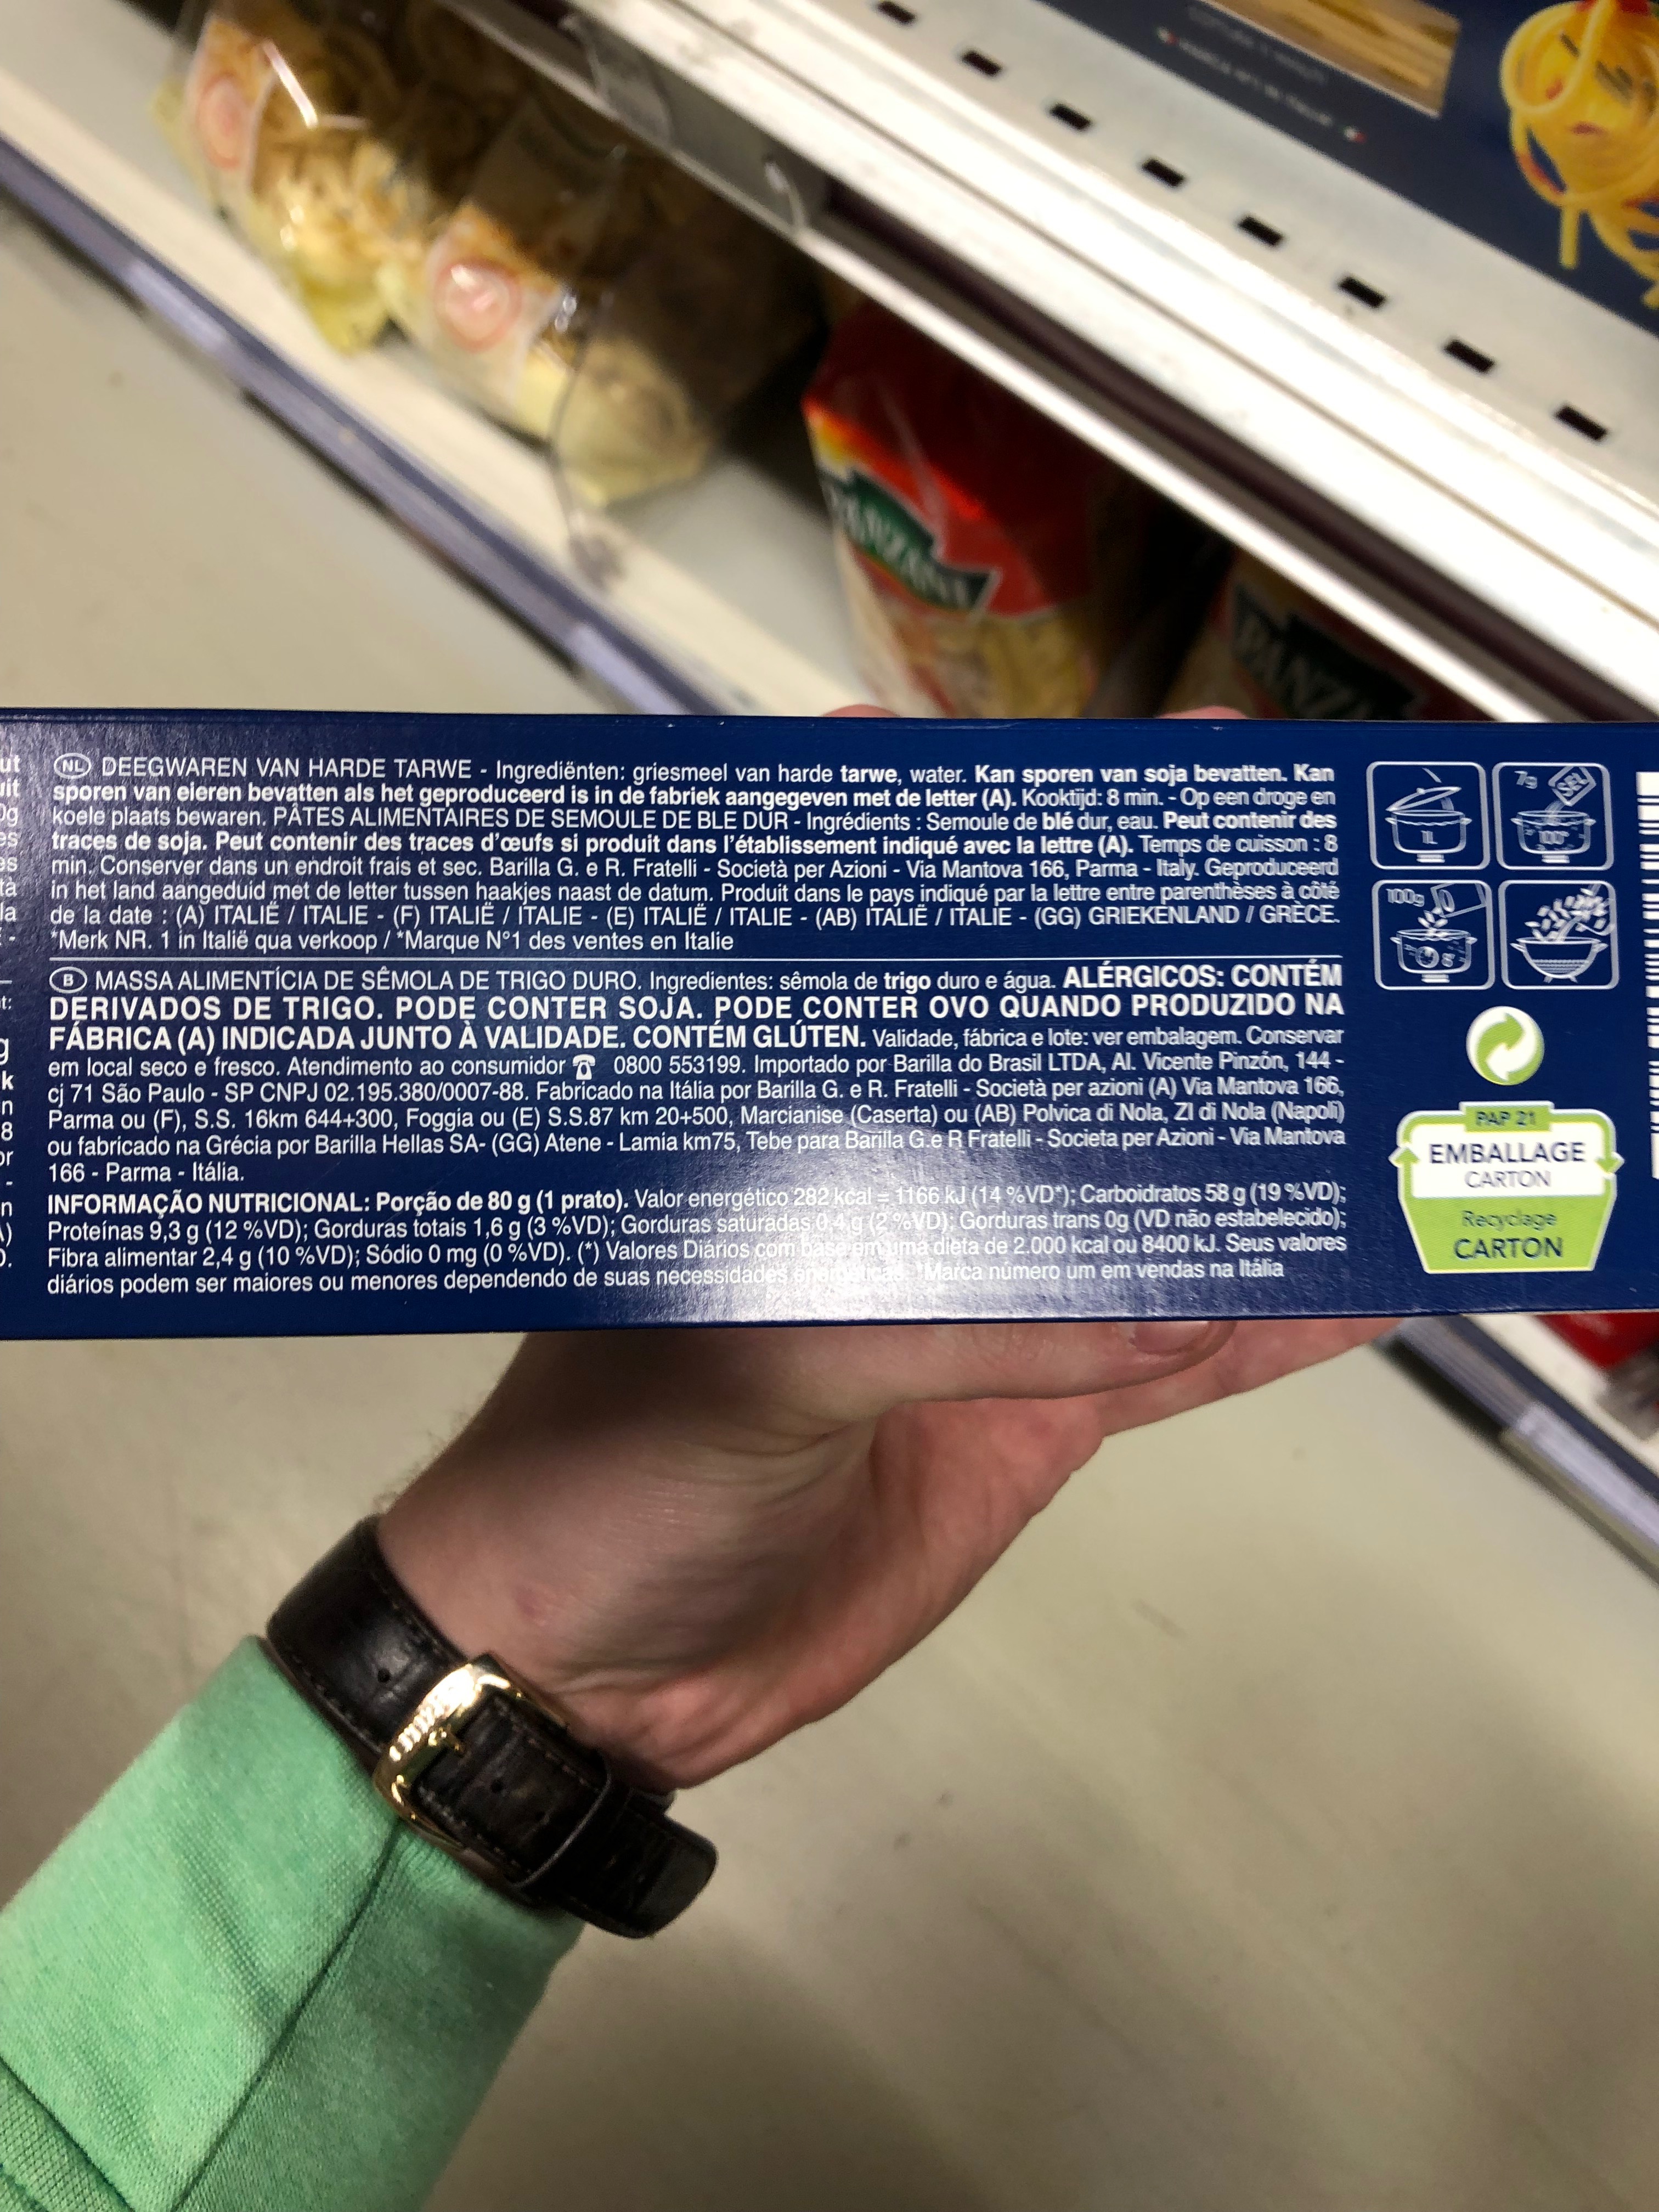 PANZANI
PANZA
NL DEEGWAREN VAN HARDE TARWE - Ingrediënten: griesmeel van harde tarwe, water. Kan sporen van soja bevatten. Kan
sporen van eieren bevatten als het geproduceerd is in de fabriek aangegeven met de letter (A). Kooktijd: 8 min. - Op een droge en
koele plaats bewaren. PÂTES ALIMENTAIRES DE SEMOULE DE BLE DUR - Ingrédients : Semoule de blé dur, eau. Peut contenir des
traces de soja. Peut contenir des traces d'œufs si produit dans l'établissement indiqué avec la lettre (A). Temps de cuisson : 8
min. Conserver dans un endroit frais et sec. Barilla G. e R. Fratelli - Società per Azioni - Via Mantova 166, Parma - Italy. Geproduceerd
in het land aangeduid met de letter tussen haakjes naast de datum. Produit dans le pays indiqué par la lettre entre parenthèses à côté
de la date : (A) ITALIË / ITALIE - (F) ITALIË / ITALIE - (E) ITALIË / ITALIE - (AB) ITALIË / ITALIE - (GG) GRIEKENLAND / GRÈCE.
*Merk NR. 1 in Italië qua verkoop / *Marque N°1 des ventes en Italie
B MASSA ALIMENTÍCIA DE SÊMOLA DE TRIGO DURO. Ingredientes: sêmola de trigo duro e água. ALÉRGICOS: CONTÉM
DERIVADOS DE TRIGO. PODE CONTER SOJA. PODE CONTER OVO QUANDO PRODUZIDO NA
FÁBRICA (A) INDICADA JUNTO À VALIDADE. CONTÉM GLÚTEN. Validade, fábrica e lote: ver embalagem. Conservar
em local seco e fresco. Atendimento ao consumidor ☎ 0800 553199. Importado por Barilla do Brasil LTDA, Al. Vicente Pinzón, 144 -
cj 71 São Paulo - SP CNPJ 02.195.380/0007-88. Fabricado na Itália por Barilla G. e R. Fratelli - Società per azioni (A) Via Mantova 166,
Parma ou (F), S.S. 16km 644+300, Foggia ou (E) S.S.87 km 20+500, Marcianise (Caserta) ou (AB) Polvica di Nola, ZI di Nola (Napoli)
ou fabricado na Grécia por Barilla Hellas SA- (GG) Atene - Lamia km75, Tebe para Barilla G.e R Fratelli - Societa per Azioni - Via Mantova
166 - Parma - Itália.
INFORMAÇÃO NUTRICIONAL: Porção de 80 g (1 prato). Valor energético 282 kcal = 1166 kJ (14 %VD*); Carboidratos 58 g (19 %VD);
Proteínas 9,3 g (12 %VD); Gorduras totais 1,6 g (3 %VD); Gorduras saturadas 0,4 g (2 %VD); Gorduras trans 0g (VD não estabelecido);
Fibra alimentar 2,4 g (10 %VD); Sódio 0 mg (0 %VD). (*) Valores Diários com base em uma dieta de 2.000 kcal ou 8400 kJ. Seus valores
diários podem ser maiores ou menores dependendo de suas necessidades energéticas. *Marca número um em vendas na Itália
1L
7g SEL
100°
100g
8'
PAP 21
EMBALLAGE
CARTON
Recyclage
CARTON